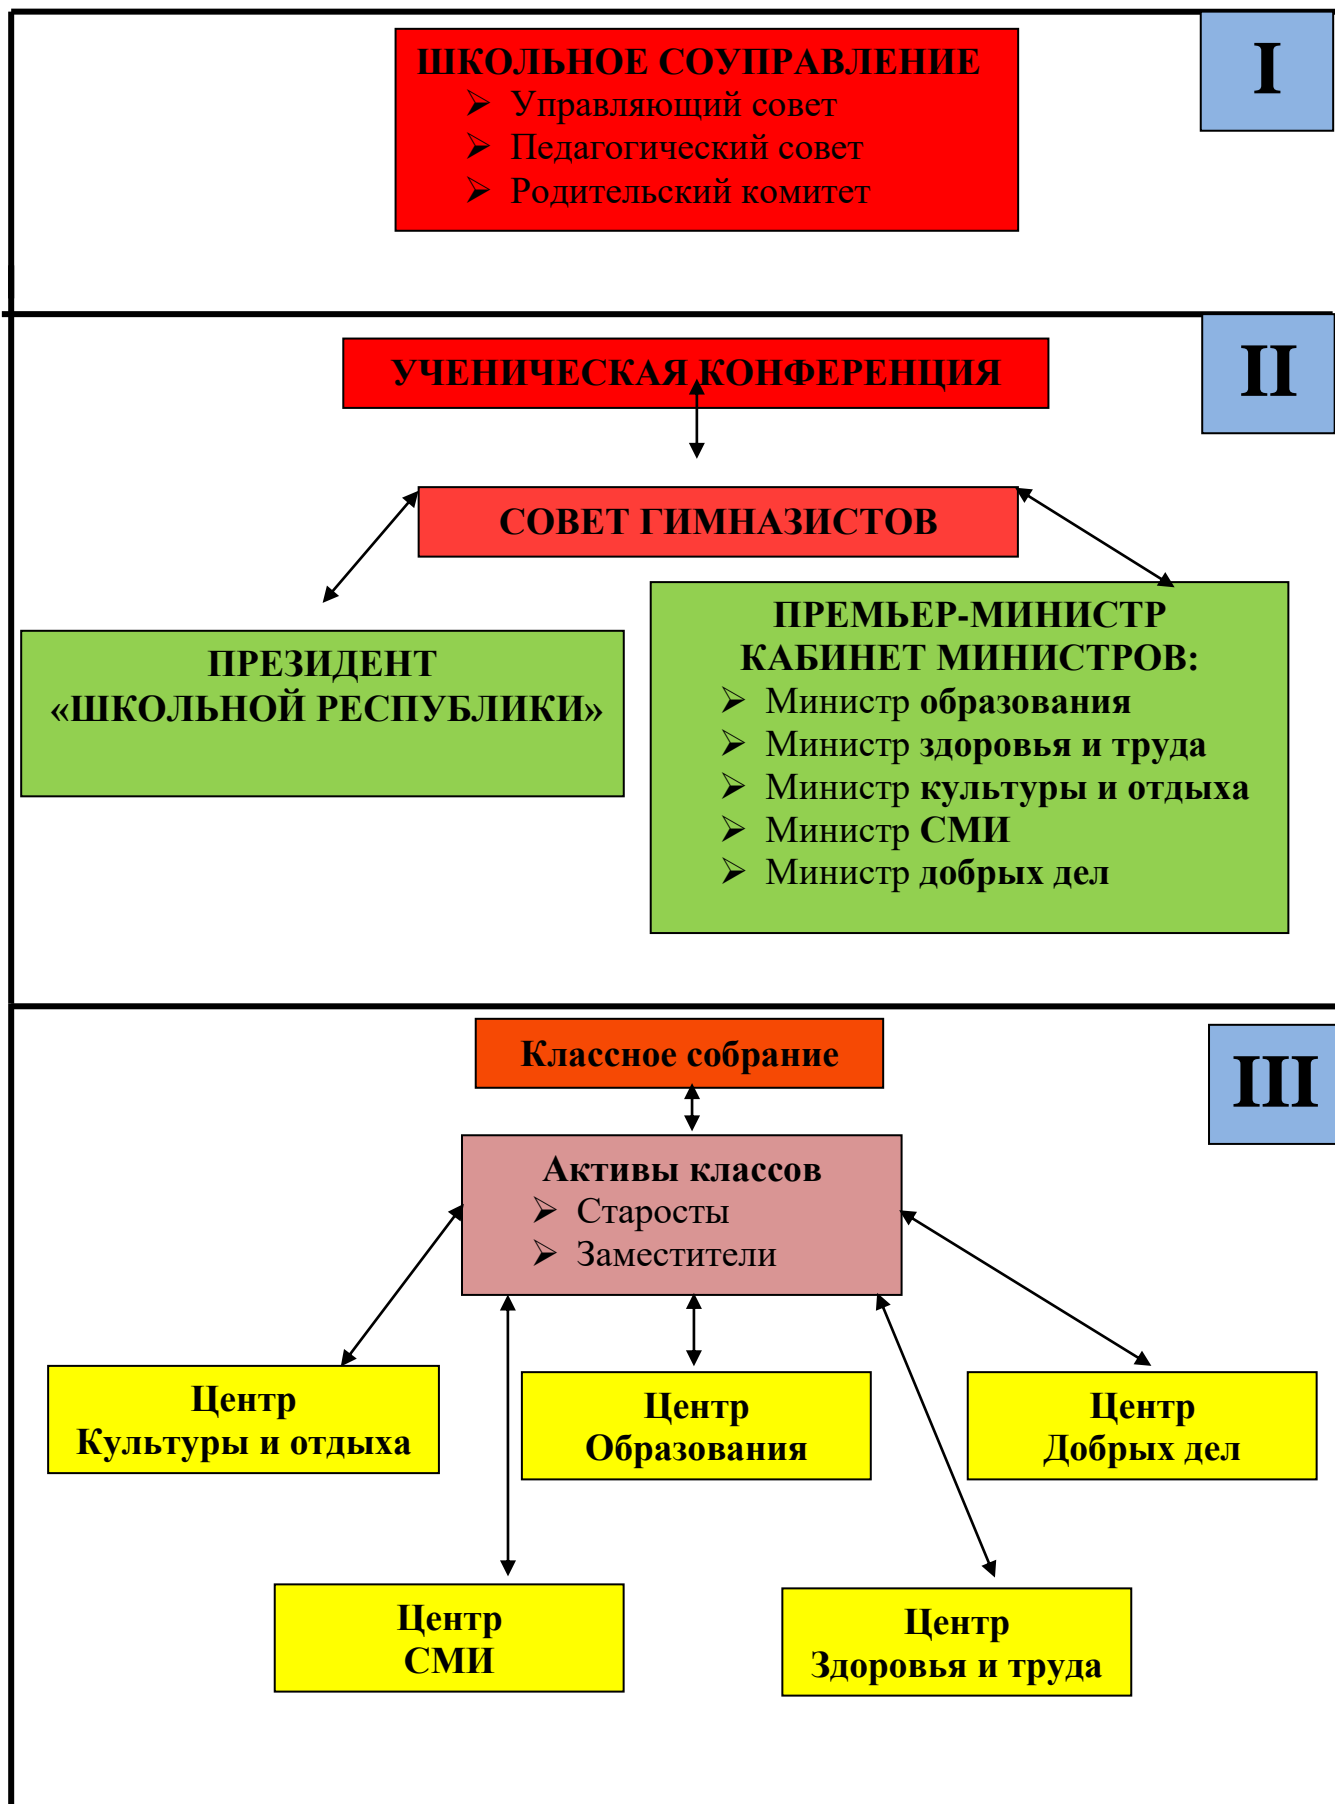 I
ШКОЛЬНОЕ СОУПРАВЛЕНИЕ
➢ Управляющий совет
➢ Педагогический совет
➢ Родительский комитет
II
УЧЕНИЧЕСКАЯ КОНФЕРЕНЦИЯ
СОВЕТ ГИМНАЗИСТОВ
ПРЕЗИДЕНТ
«ШКОЛЬНОЙ РЕСПУБЛИКИ»
ПРЕМЬЕР-МИНИСТР
КАБИНЕТ МИНИСТРОВ:
➢ Министр образования
➢ Министр здоровья и труда
➢ Министр культуры и отдыха
➢ Министр СМИ
➢ Министр добрых дел
III
Классное собрание
Активы классов
➢ Старосты
➢ Заместители
Центр
Культуры и отдыха
Центр
Образования
Центр
Добрых дел
Центр
СМИ
Центр
Здоровья и труда